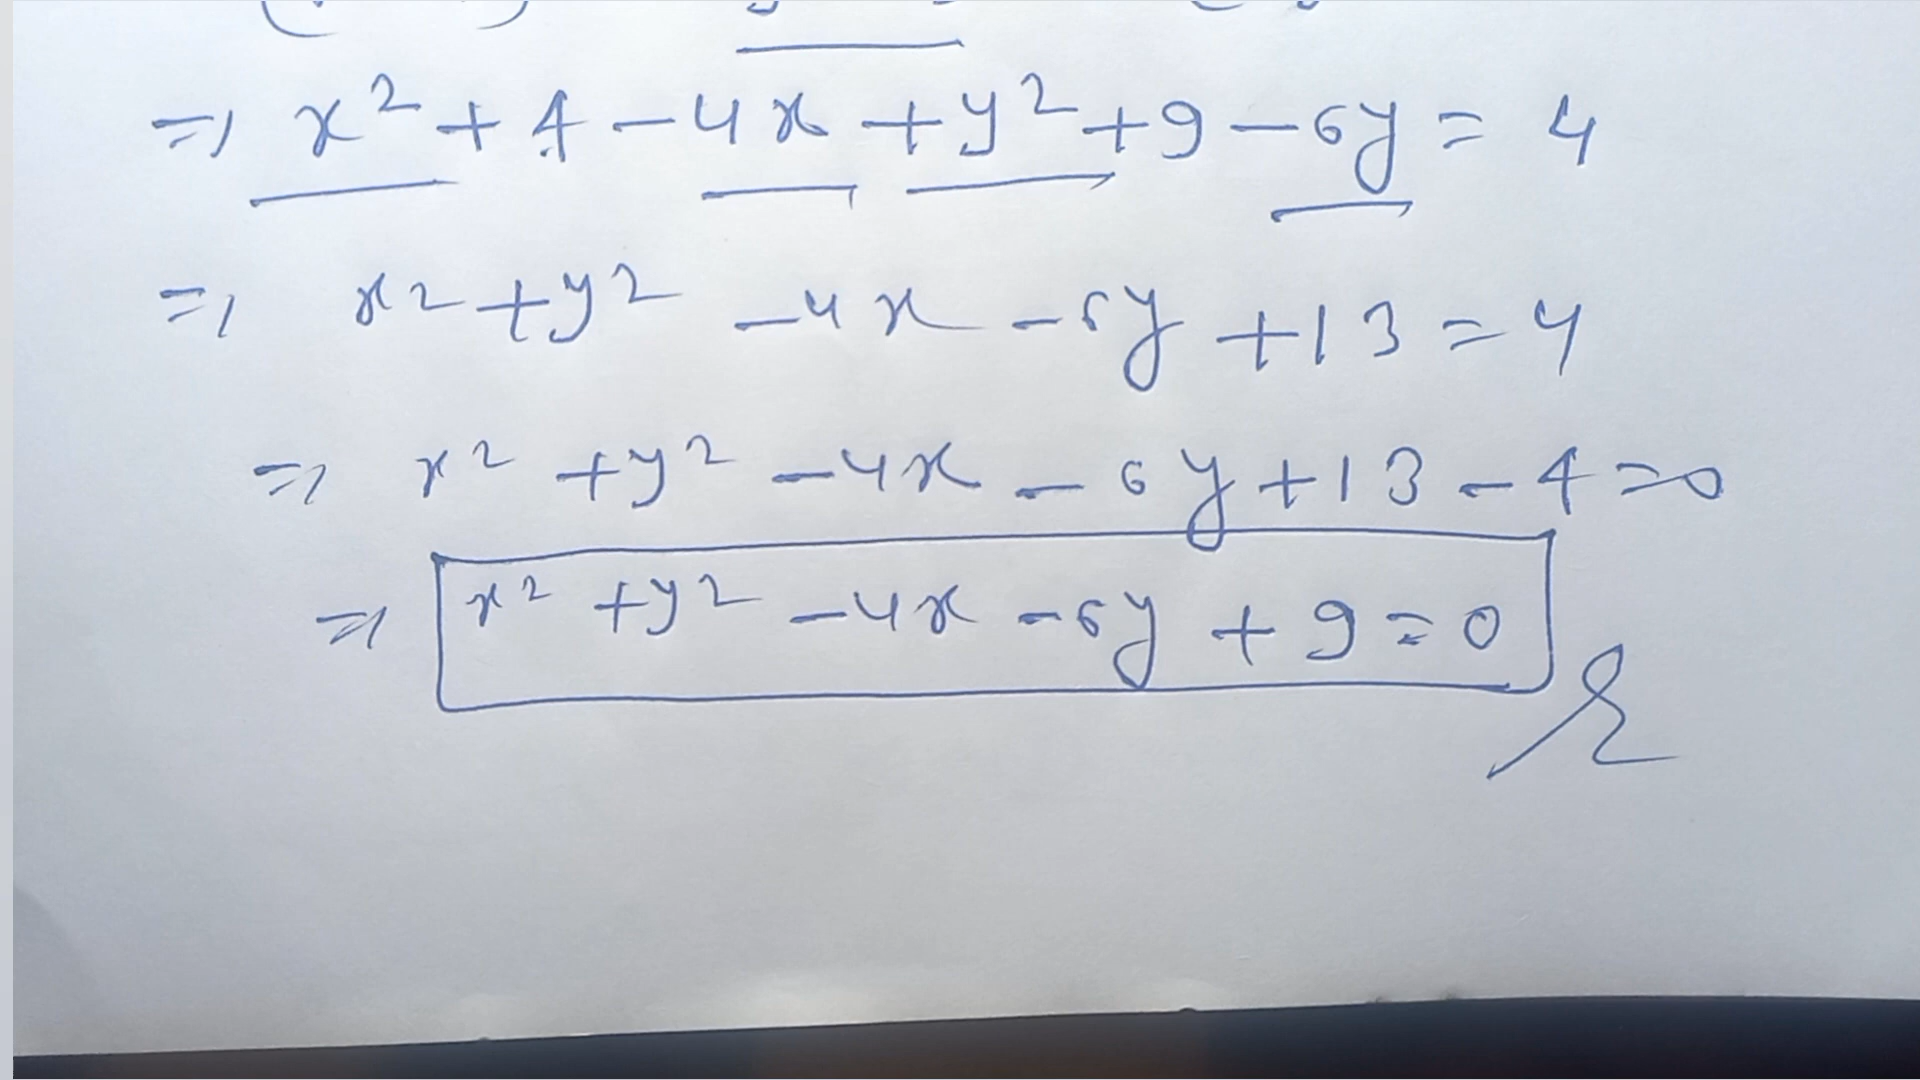 ⇒ x² + 4 - 4x + y² + 9 - 6y = 4
⇒ x² + y² - 4x - 6y + 13 = 4
⇒ x² + y² - 4x - 6y + 13 - 4 = 0
⇒ x² + y² - 4x - 6y + 9 = 0